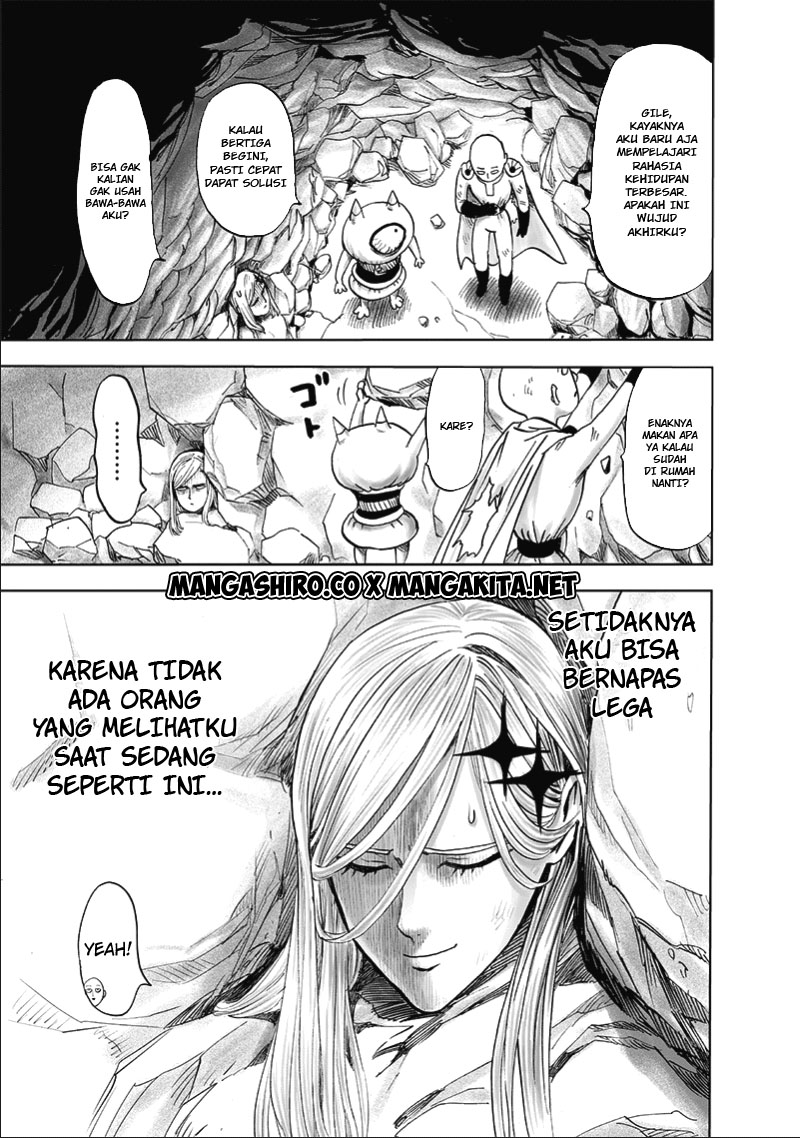 GILE,
KAYAKNYA
AKU BARU AJA
MEMPELAJARI
RAHASIA
KEHIDUPAN
TERBESAR.
APAKAH INI
WUJUD
AKHIRKU?
KALAU
BERTIGA
BEGINI,
PASTI CEPAT
DAPAT SOLUSI
BISA GAK
KALIAN
GAK USAH
BAWA-BAWA
AKU?
ENAKNYA
MAKAN APA
YA KALAU
SUDAH
DI RUMAH
NANTI?
KARE?
ゴト
........
MANGASHIRO.CO X MANGAKITA.NET
SETIDAKNYA
AKU BISA
BERNAPAS
LEGA
KARENA TIDAK
ADA ORANG
YANG MELIHATKU
SAAT SEDANG
SEPERTI INI...
YEAH!